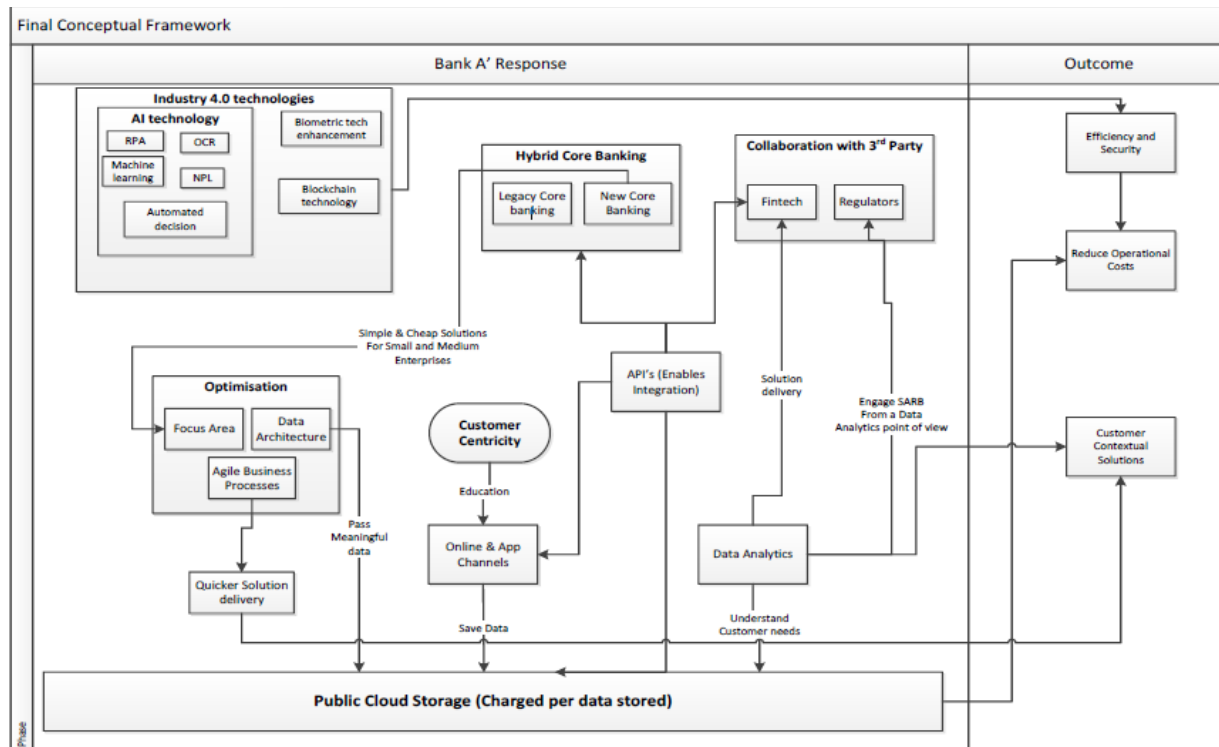 Final Conceptual Framework
Bank A' Response
Outcome
Industry 4.0 technologies
AI technology
RPA
OCR
Machine
learning
NPL
Automated
decision
Biometric tech
enhancement
Blockchain
technology
Hybrid Core Banking
Legacy Core
banking
New Core
Banking
Collaboration with 3rd Party
Fintech
Regulators
Efficiency and
Security
Reduce Operational
Costs
Simple & Cheap Solutions
For Small and Medium
Enterprises
API's (Enables
Integration)
Solution
delivery
Engage SARB
From a Data
Analytics point of view
Optimisation
Focus Area
Data
Architecture
Agile Business
Processes
Customer
Centricity
Customer
Contextual
Solutions
Education
Pass
Meaningful
data
Online & App
Channels
Data Analytics
Quicker Solution
delivery
Save Data
Understand
Customer needs
Public Cloud Storage (Charged per data stored)
Phase